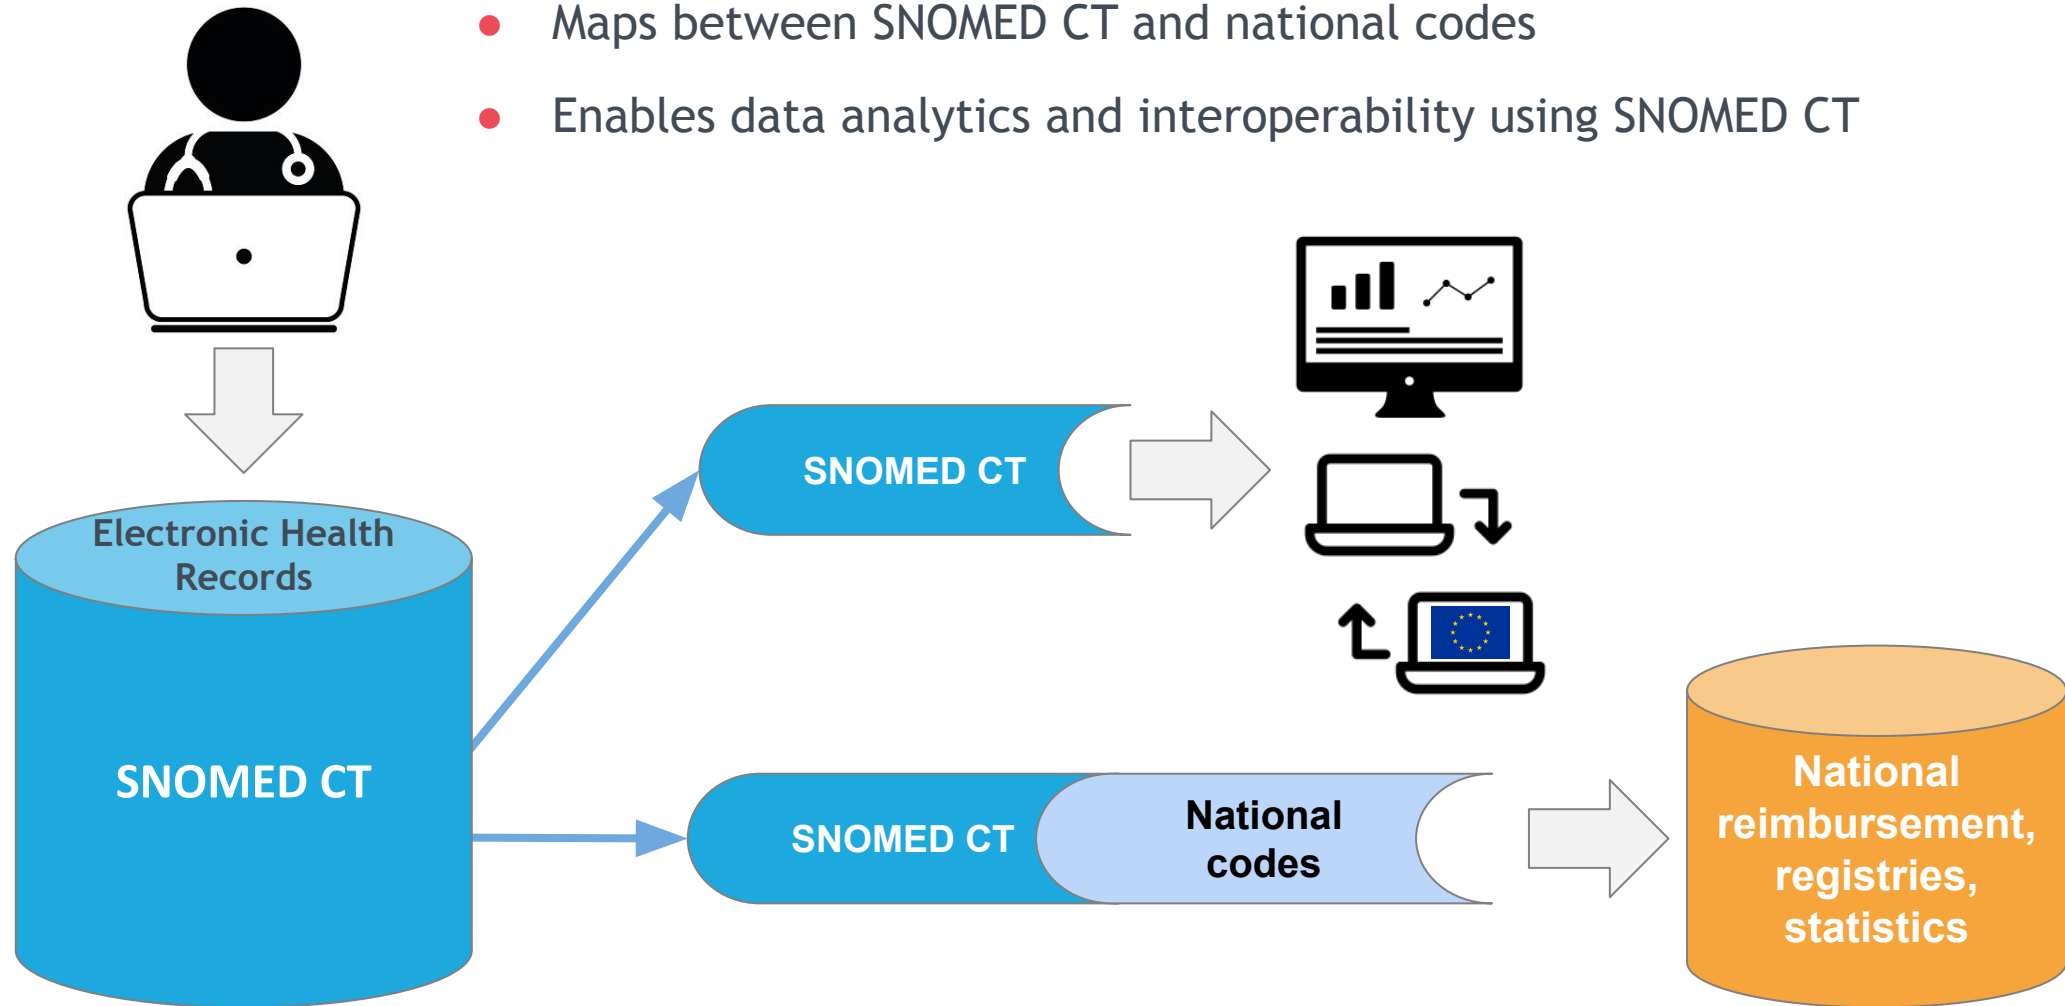 Maps between SNOMED CT and national codes
Enables data analytics and interoperability using SNOMED CT
Electronic Health
Records
SNOMED CT
SNOMED CT
SNOMED CT
National
codes
National
reimbursement,
registries,
statistics